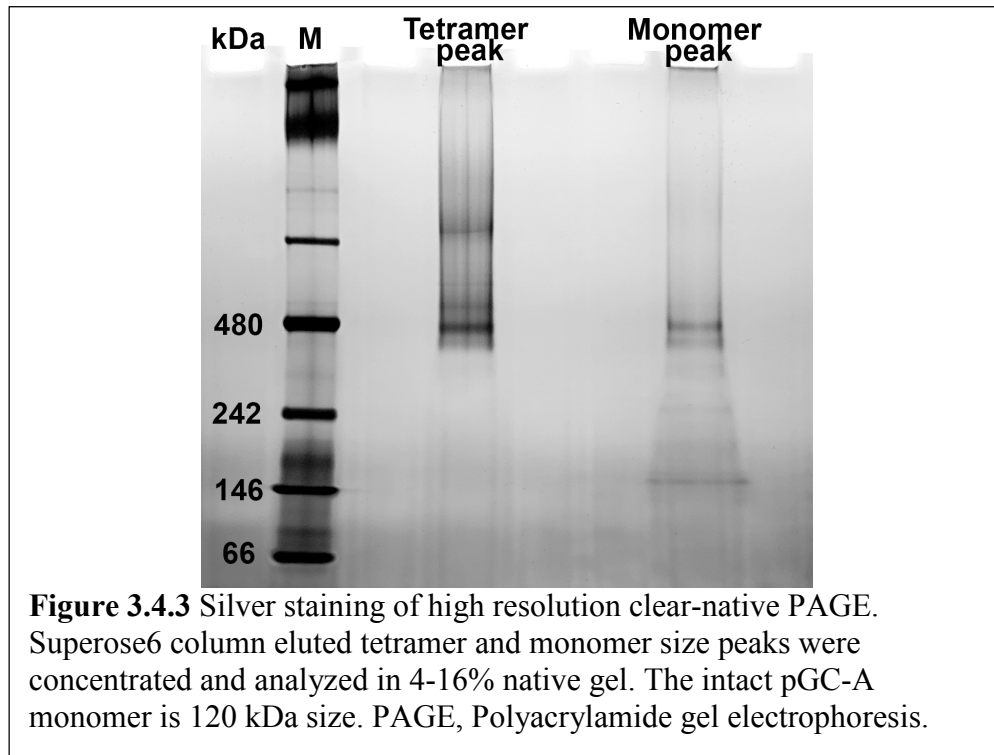 kDa M Tetramer peak Monomer peak
480
242
146
66
Figure 3.4.3 Silver staining of high resolution clear-native PAGE.
Superose6 column eluted tetramer and monomer size peaks were
concentrated and analyzed in 4-16% native gel. The intact pGC-A
monomer is 120 kDa size. PAGE, Polyacrylamide gel electrophoresis.